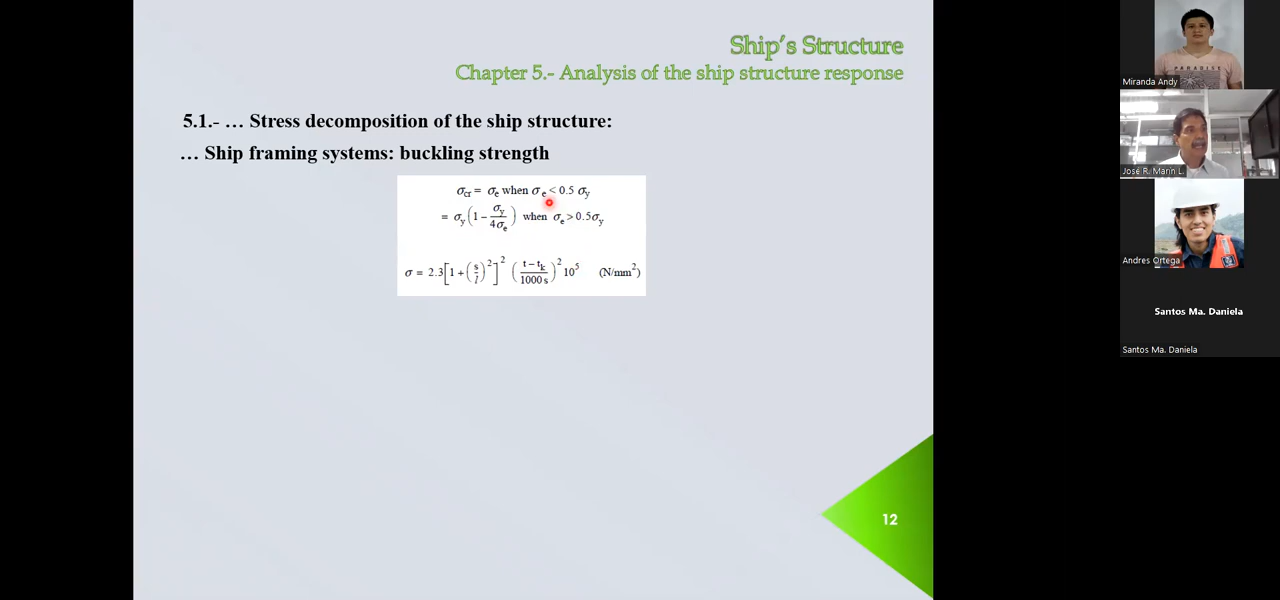 Ship's Structure
Chapter 5.- Analysis of the ship structure response
5.1.- … Stress decomposition of the ship structure:
… Ship framing systems: buckling strength
σcr = σe when σe < 0.5 σy
= σy(1 − σy/4σe) when σe > 0.5σy
σ = 2.3[1 + (s/l)²]² (t − tk/1000 s)² 10⁵ (N/mm²)
12
Miranda Andy
PARADISE
José R. Marín L.
Andres Ortega
Santos Ma. Daniela
Santos Ma. Daniela